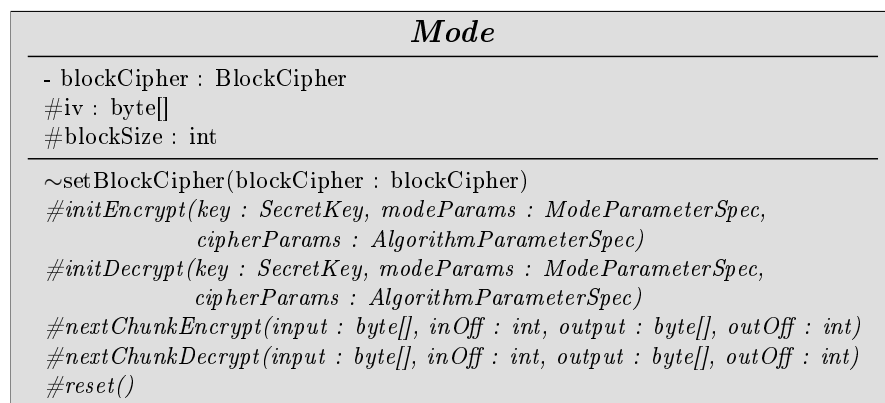 Mode
- blockCipher : BlockCipher
#iv : byte[]
#blockSize : int
~setBlockCipher(blockCipher : blockCipher)
#initEncrypt(key : SecretKey, modeParams : ModeParameterSpec,
cipherParams : AlgorithmParameterSpec)
#initDecrypt(key : SecretKey, modeParams : ModeParameterSpec,
cipherParams : AlgorithmParameterSpec)
#nextChunkEncrypt(input : byte[], inOff : int, output : byte[], outOff : int)
#nextChunkDecrypt(input : byte[], inOff : int, output : byte[], outOff : int)
#reset()